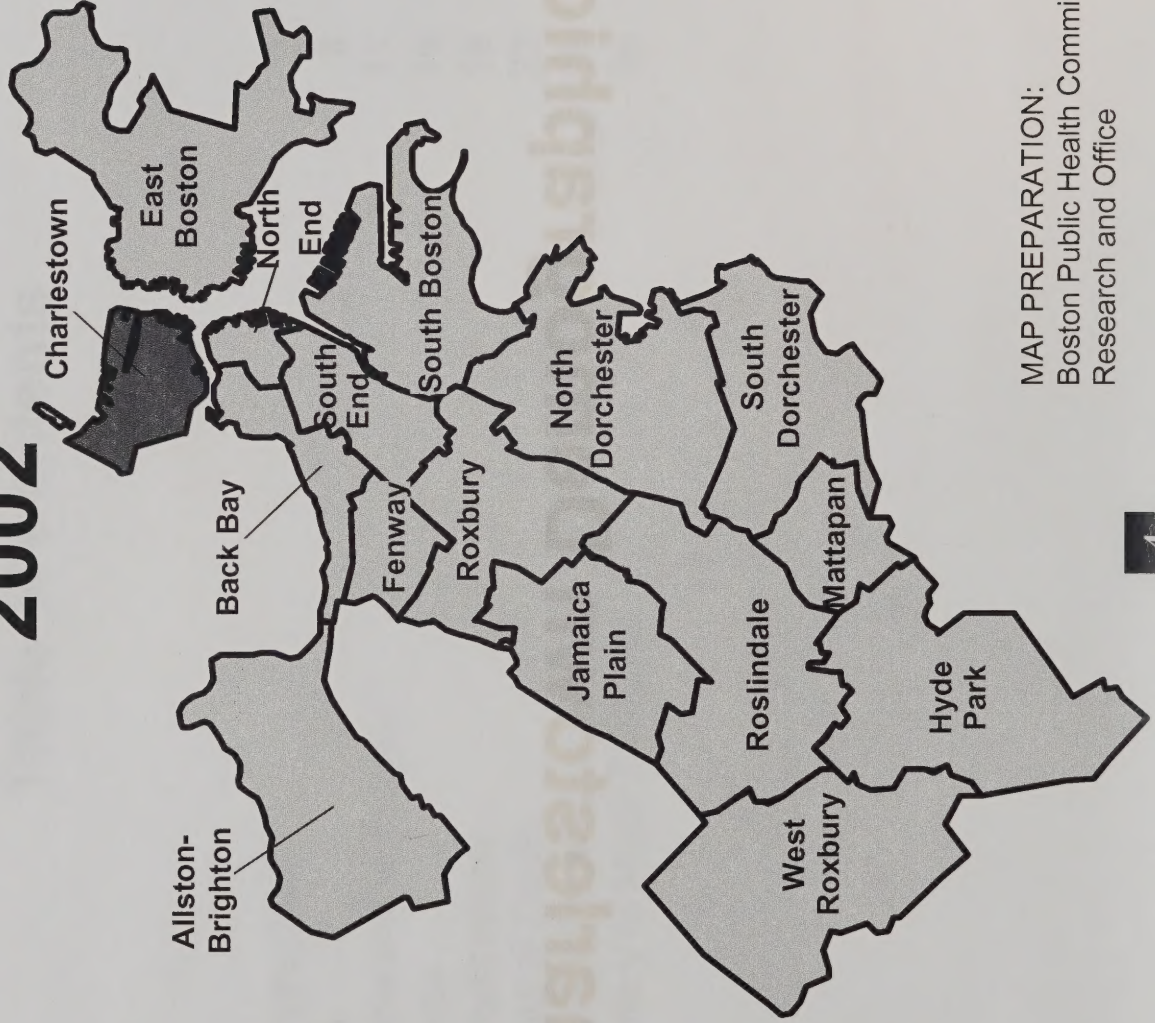 2002
Charlestown
East
Boston
North
End
Back Bay
South
End
South Boston
Allston-
Brighton
Fenway
Roxbury
North
Dorchester
Jamaica
Plain
South
Dorchester
Roslindale
Mattapan
Hyde
Park
West
Roxbury
MAP PREPARATION:
Boston Public Health Commi
Research and Office